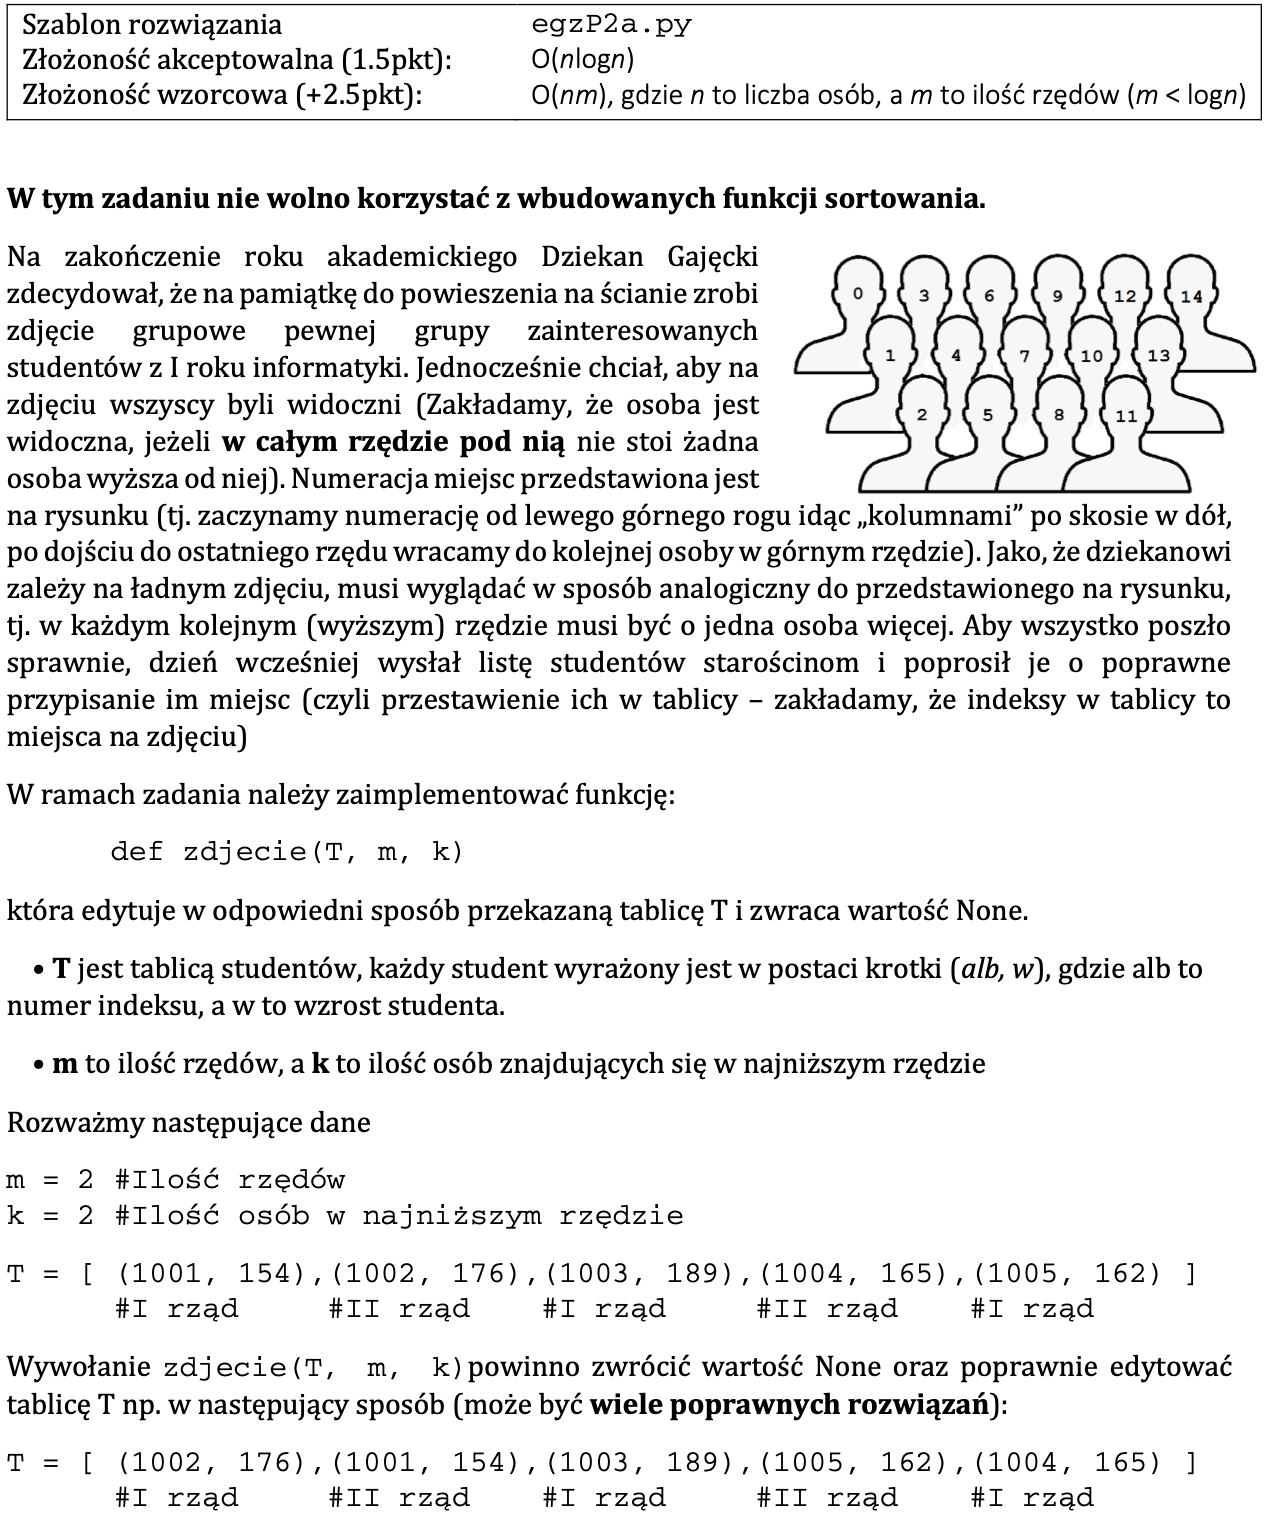 Szablon rozwiązania egzP2a.py
Złożoność akceptowalna (1.5pkt): O(nlogn)
Złożoność wzorcowa (+2.5pkt): O(nm), gdzie n to liczba osób, a m to ilość rzędów (m < logn)
W tym zadaniu nie wolno korzystać z wbudowanych funkcji sortowania.
Na zakończenie roku akademickiego Dziekan Gajęcki
zdecydował, że na pamiątkę do powieszenia na ścianie zrobi
zdjęcie grupowe pewnej grupy zainteresowanych
studentów z I roku informatyki. Jednocześnie chciał, aby na
zdjęciu wszyscy byli widoczni (Zakładamy, że osoba jest
widoczna, jeżeli w całym rzędzie pod nią nie stoi żadna
osoba wyższa od niej). Numeracja miejsc przedstawiona jest
0 3 6 9 12 14
1 4 7 10 13
2 5 8 11
na rysunku (tj. zaczynamy numerację od lewego górnego rogu idąc „kolumnami” po skosie w dół,
po dojściu do ostatniego rzędu wracamy do kolejnej osoby w górnym rzędzie). Jako, że dziekanowi
zależy na ładnym zdjęciu, musi wyglądać w sposób analogiczny do przedstawionego na rysunku,
tj. w każdym kolejnym (wyższym) rzędzie musi być o jedna osoba więcej. Aby wszystko poszło
sprawnie, dzień wcześniej wysłał listę studentów starościnom i poprosił je o poprawne
przypisanie im miejsc (czyli przestawienie ich w tablicy – zakładamy, że indeksy w tablicy to
miejsca na zdjęciu)
W ramach zadania należy zaimplementować funkcję:
def zdjecie(T, m, k)
która edytuje w odpowiedni sposób przekazaną tablicę T i zwraca wartość None.
• T jest tablicą studentów, każdy student wyrażony jest w postaci krotki (alb, w), gdzie alb to
numer indeksu, a w to wzrost studenta.
• m to ilość rzędów, a k to ilość osób znajdujących się w najniższym rzędzie
Rozważmy następujące dane
m = 2 #Ilość rzędów
k = 2 #Ilość osób w najniższym rzędzie
T = [ (1001, 154),(1002, 176),(1003, 189),(1004, 165),(1005, 162) ]
#I rząd #II rząd #I rząd #II rząd #I rząd
Wywołanie zdjecie(T, m, k)powinno zwrócić wartość None oraz poprawnie edytować
tablicę T np. w następujący sposób (może być wiele poprawnych rozwiązań):
T = [ (1002, 176),(1001, 154),(1003, 189),(1005, 162),(1004, 165) ]
#I rząd #II rząd #I rząd #II rząd #I rząd